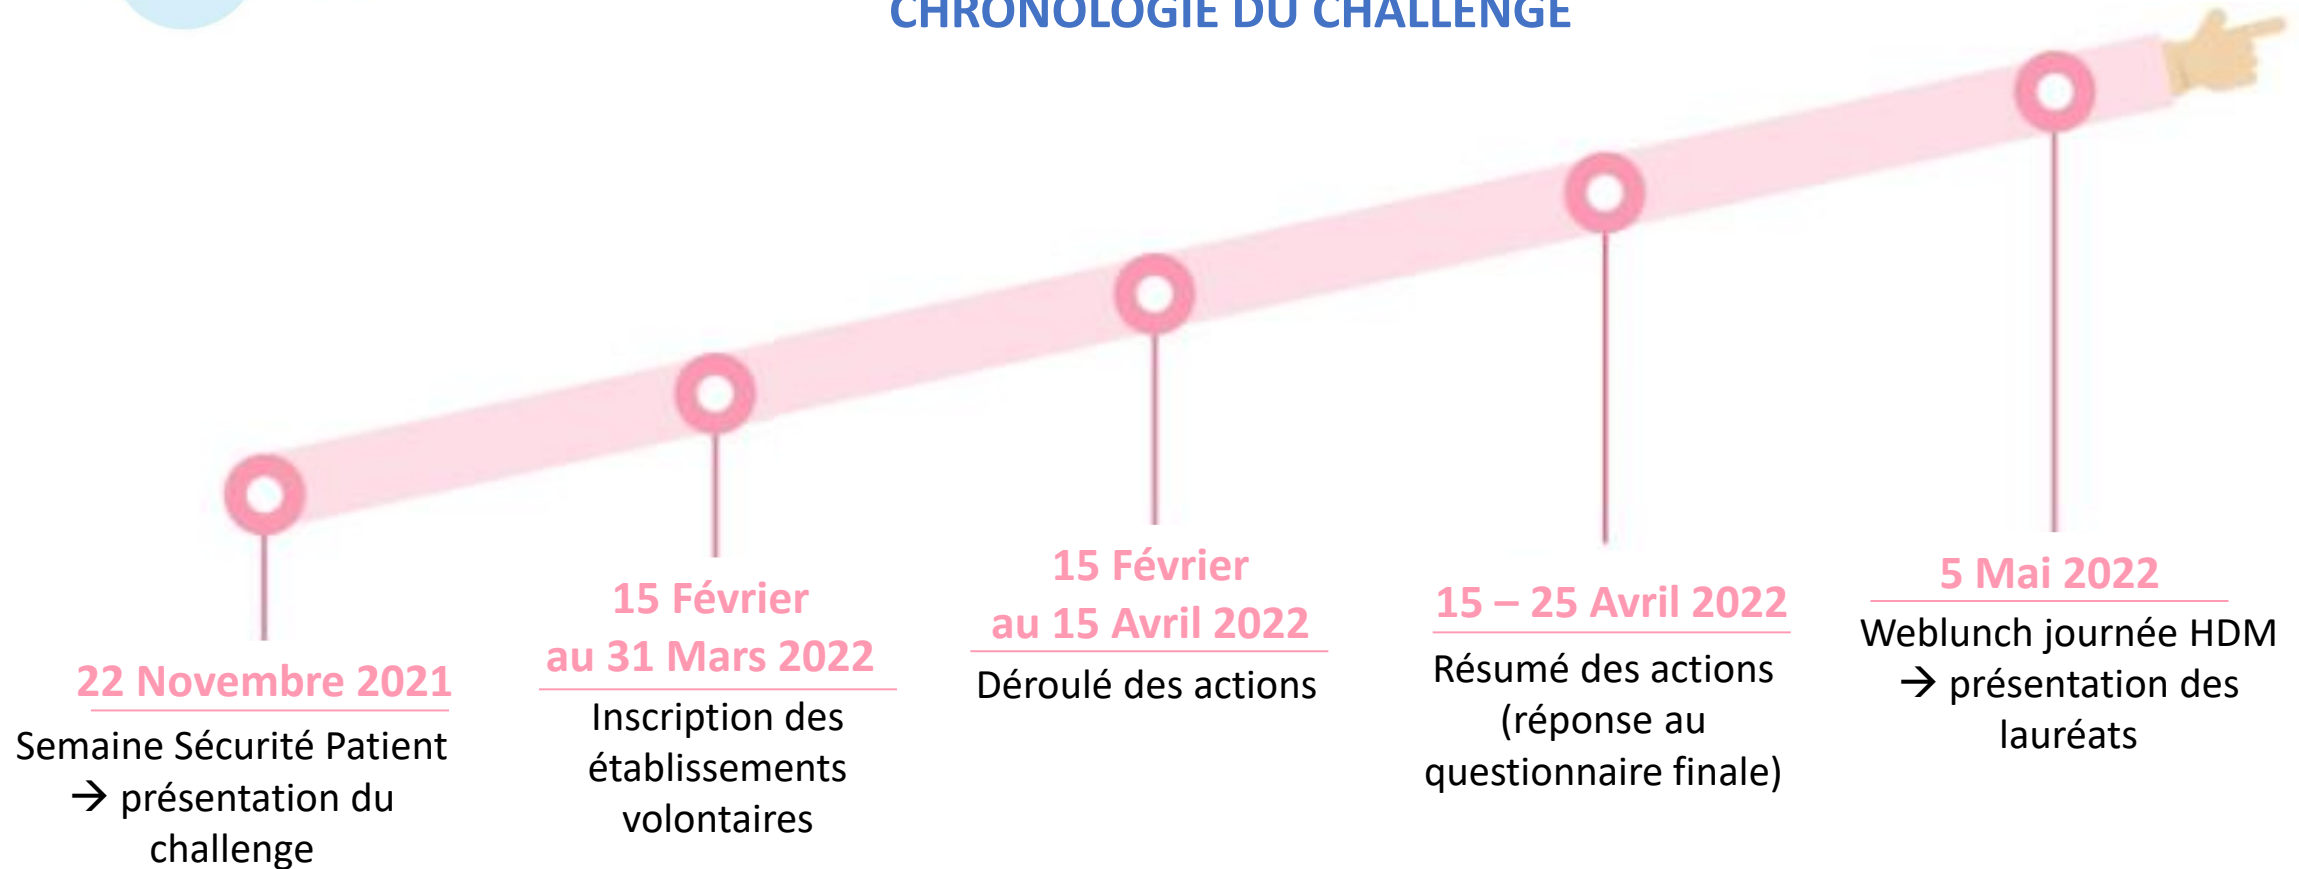 CHRONOLOGIE DU CHALLENGE
22 Novembre 2021
Semaine Sécurité Patient
→ présentation du
challenge
15 Février
au 31 Mars 2022
Inscription des
établissements
volontaires
15 Février
au 15 Avril 2022
Déroulé des actions
15 – 25 Avril 2022
Résumé des actions
(réponse au
questionnaire finale)
5 Mai 2022
Weblunch journée HDM
→ présentation des
lauréats